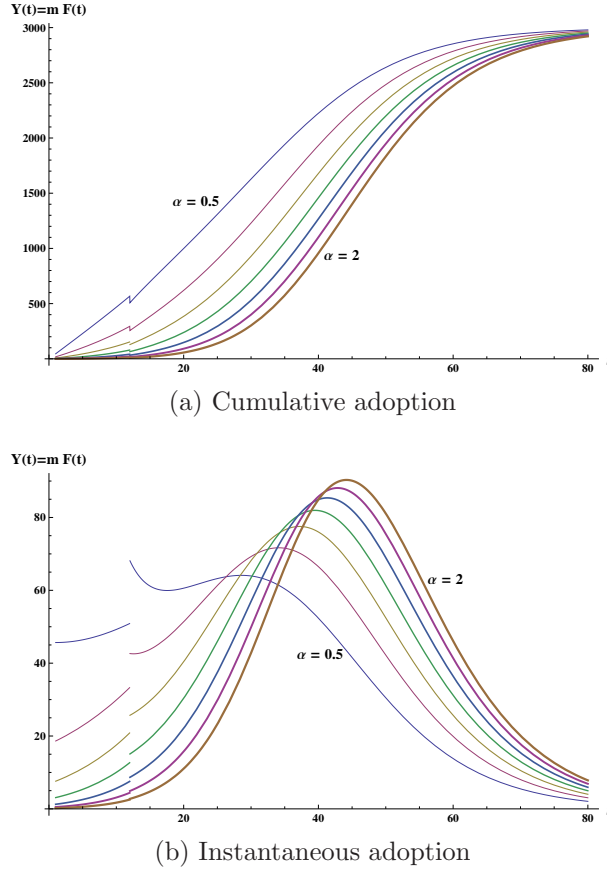 Y(t)=m F(t)
3000
2500
2000
1500
1000
500
α = 0.5
α = 2
20 40 60 80
(a) Cumulative adoption
Y(t)=m F(t)
80
60
40
20
α = 2
α = 0.5
20 40 60 80
(b) Instantaneous adoption